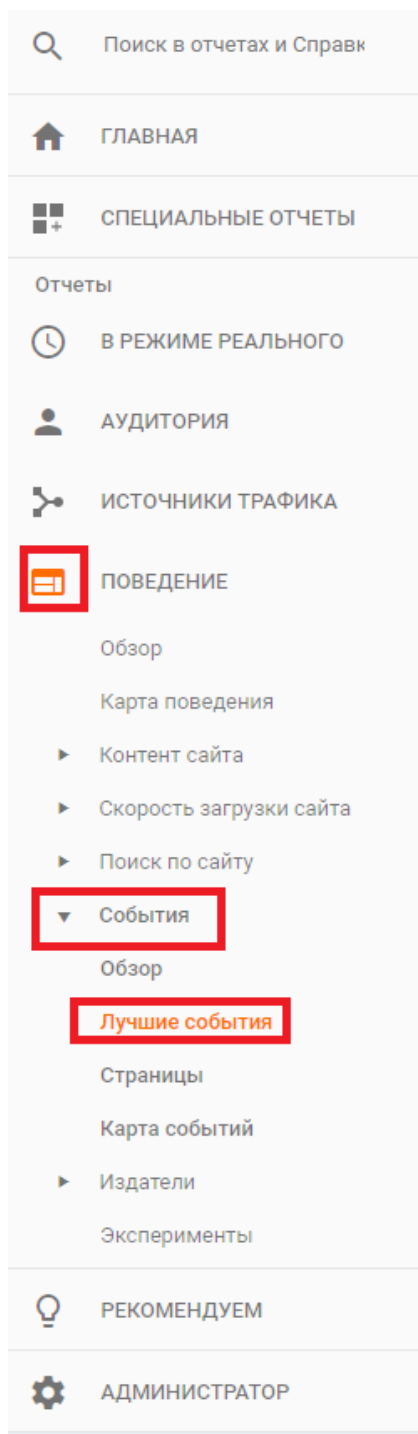 Поиск в отчетах и Справк
ГЛАВНАЯ
СПЕЦИАЛЬНЫЕ ОТЧЕТЫ
Отчеты
В РЕЖИМЕ РЕАЛЬНОГО
АУДИТОРИЯ
ИСТОЧНИКИ ТРАФИКА
ПОВЕДЕНИЕ
Обзор
Карта поведения
Контент сайта
Скорость загрузки сайта
Поиск по сайту
События
Обзор
Лучшие события
Страницы
Карта событий
Издатели
Эксперименты
РЕКОМЕНДУЕМ
АДМИНИСТРАТОР